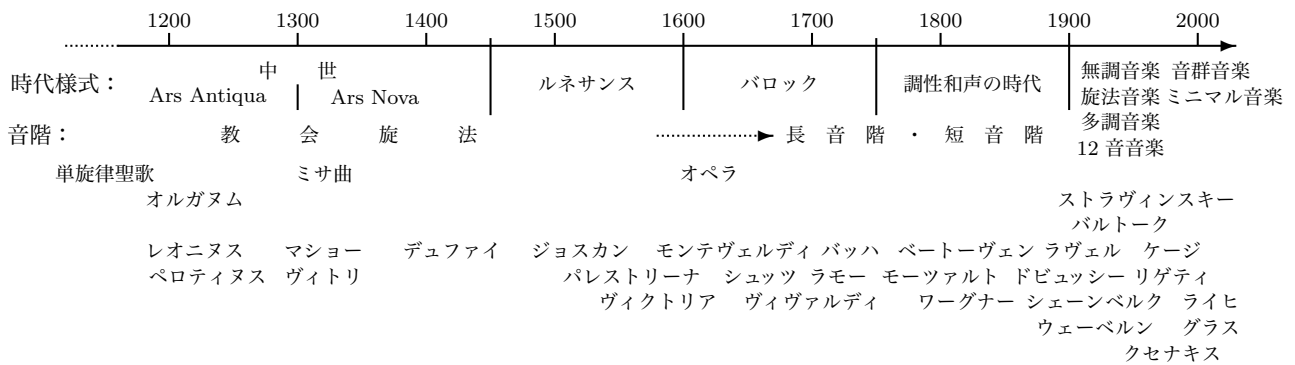 1200 1300 1400 1500 1600 1700 1800 1900 2000
時代様式： 中 世 ルネサンス バロック 調性和声の時代 無調音楽 音群音楽
Ars Antiqua Ars Nova 旋法音楽 ミニマル音楽
多調音楽
音階： 教 会 旋 法 長 音 階 ・ 短 音 階
12 音音楽
単旋律聖歌 ミサ曲 オペラ
オルガヌム ストラヴィンスキー
バルトーク
レオニヌス マショー デュファイ ジョスカン モンテヴェルディ バッハ ベートーヴェン ラヴェル ケージ
ペロティヌス ヴィトリ パレストリーナ シュッツ ラモー モーツァルト ドビュッシー リゲティ
ヴィクトリア ヴィヴァルディ ワーグナー シェーンベルク ライヒ
ウェーベルン グラス
クセナキス